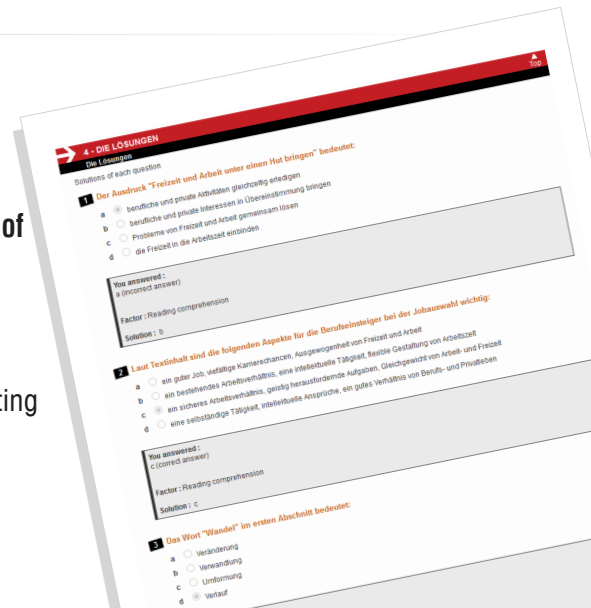 of
ting
Top
4 - DIE LÖSUNGEN
Die Lösungen
Solutions of each question
1 Der Ausdruck "Freizeit und Arbeit unter einen Hut bringen" bedeutet:
a berufliche und private Aktivitäten gleichzeitig erledigen
b berufliche und private Interessen in Übereinstimmung bringen
c Probleme von Freizeit und Arbeit gemeinsam lösen
d die Freizeit in die Arbeitszeit einbinden
You answered :
a (incorrect answer)
Factor : Reading comprehension
Solution : b
2 Laut Textinhalt sind die folgenden Aspekte für die Berufseinsteiger bei der Jobauswahl wichtig:
a ein guter Job, vielfältige Karrierechancen, Ausgewogenheit von Freizeit und Arbeit
b ein bestehendes Arbeitsverhältnis, eine intellektuelle Tätigkeit, flexible Gestaltung von Arbeitszeit
c ein sicheres Arbeitsverhältnis, geistig herausfordernde Aufgaben, Gleichgewicht von Arbeit- und Freizeit
d eine selbständige Tätigkeit, intellektuelle Ansprüche, ein gutes Verhältnis von Berufs- und Privatleben
You answered :
c (correct answer)
Factor : Reading comprehension
Solution : c
3 Das Wort "Wandel" im ersten Abschnitt bedeutet:
a Veränderung
b Verwandlung
c Umformung
d Verlauf